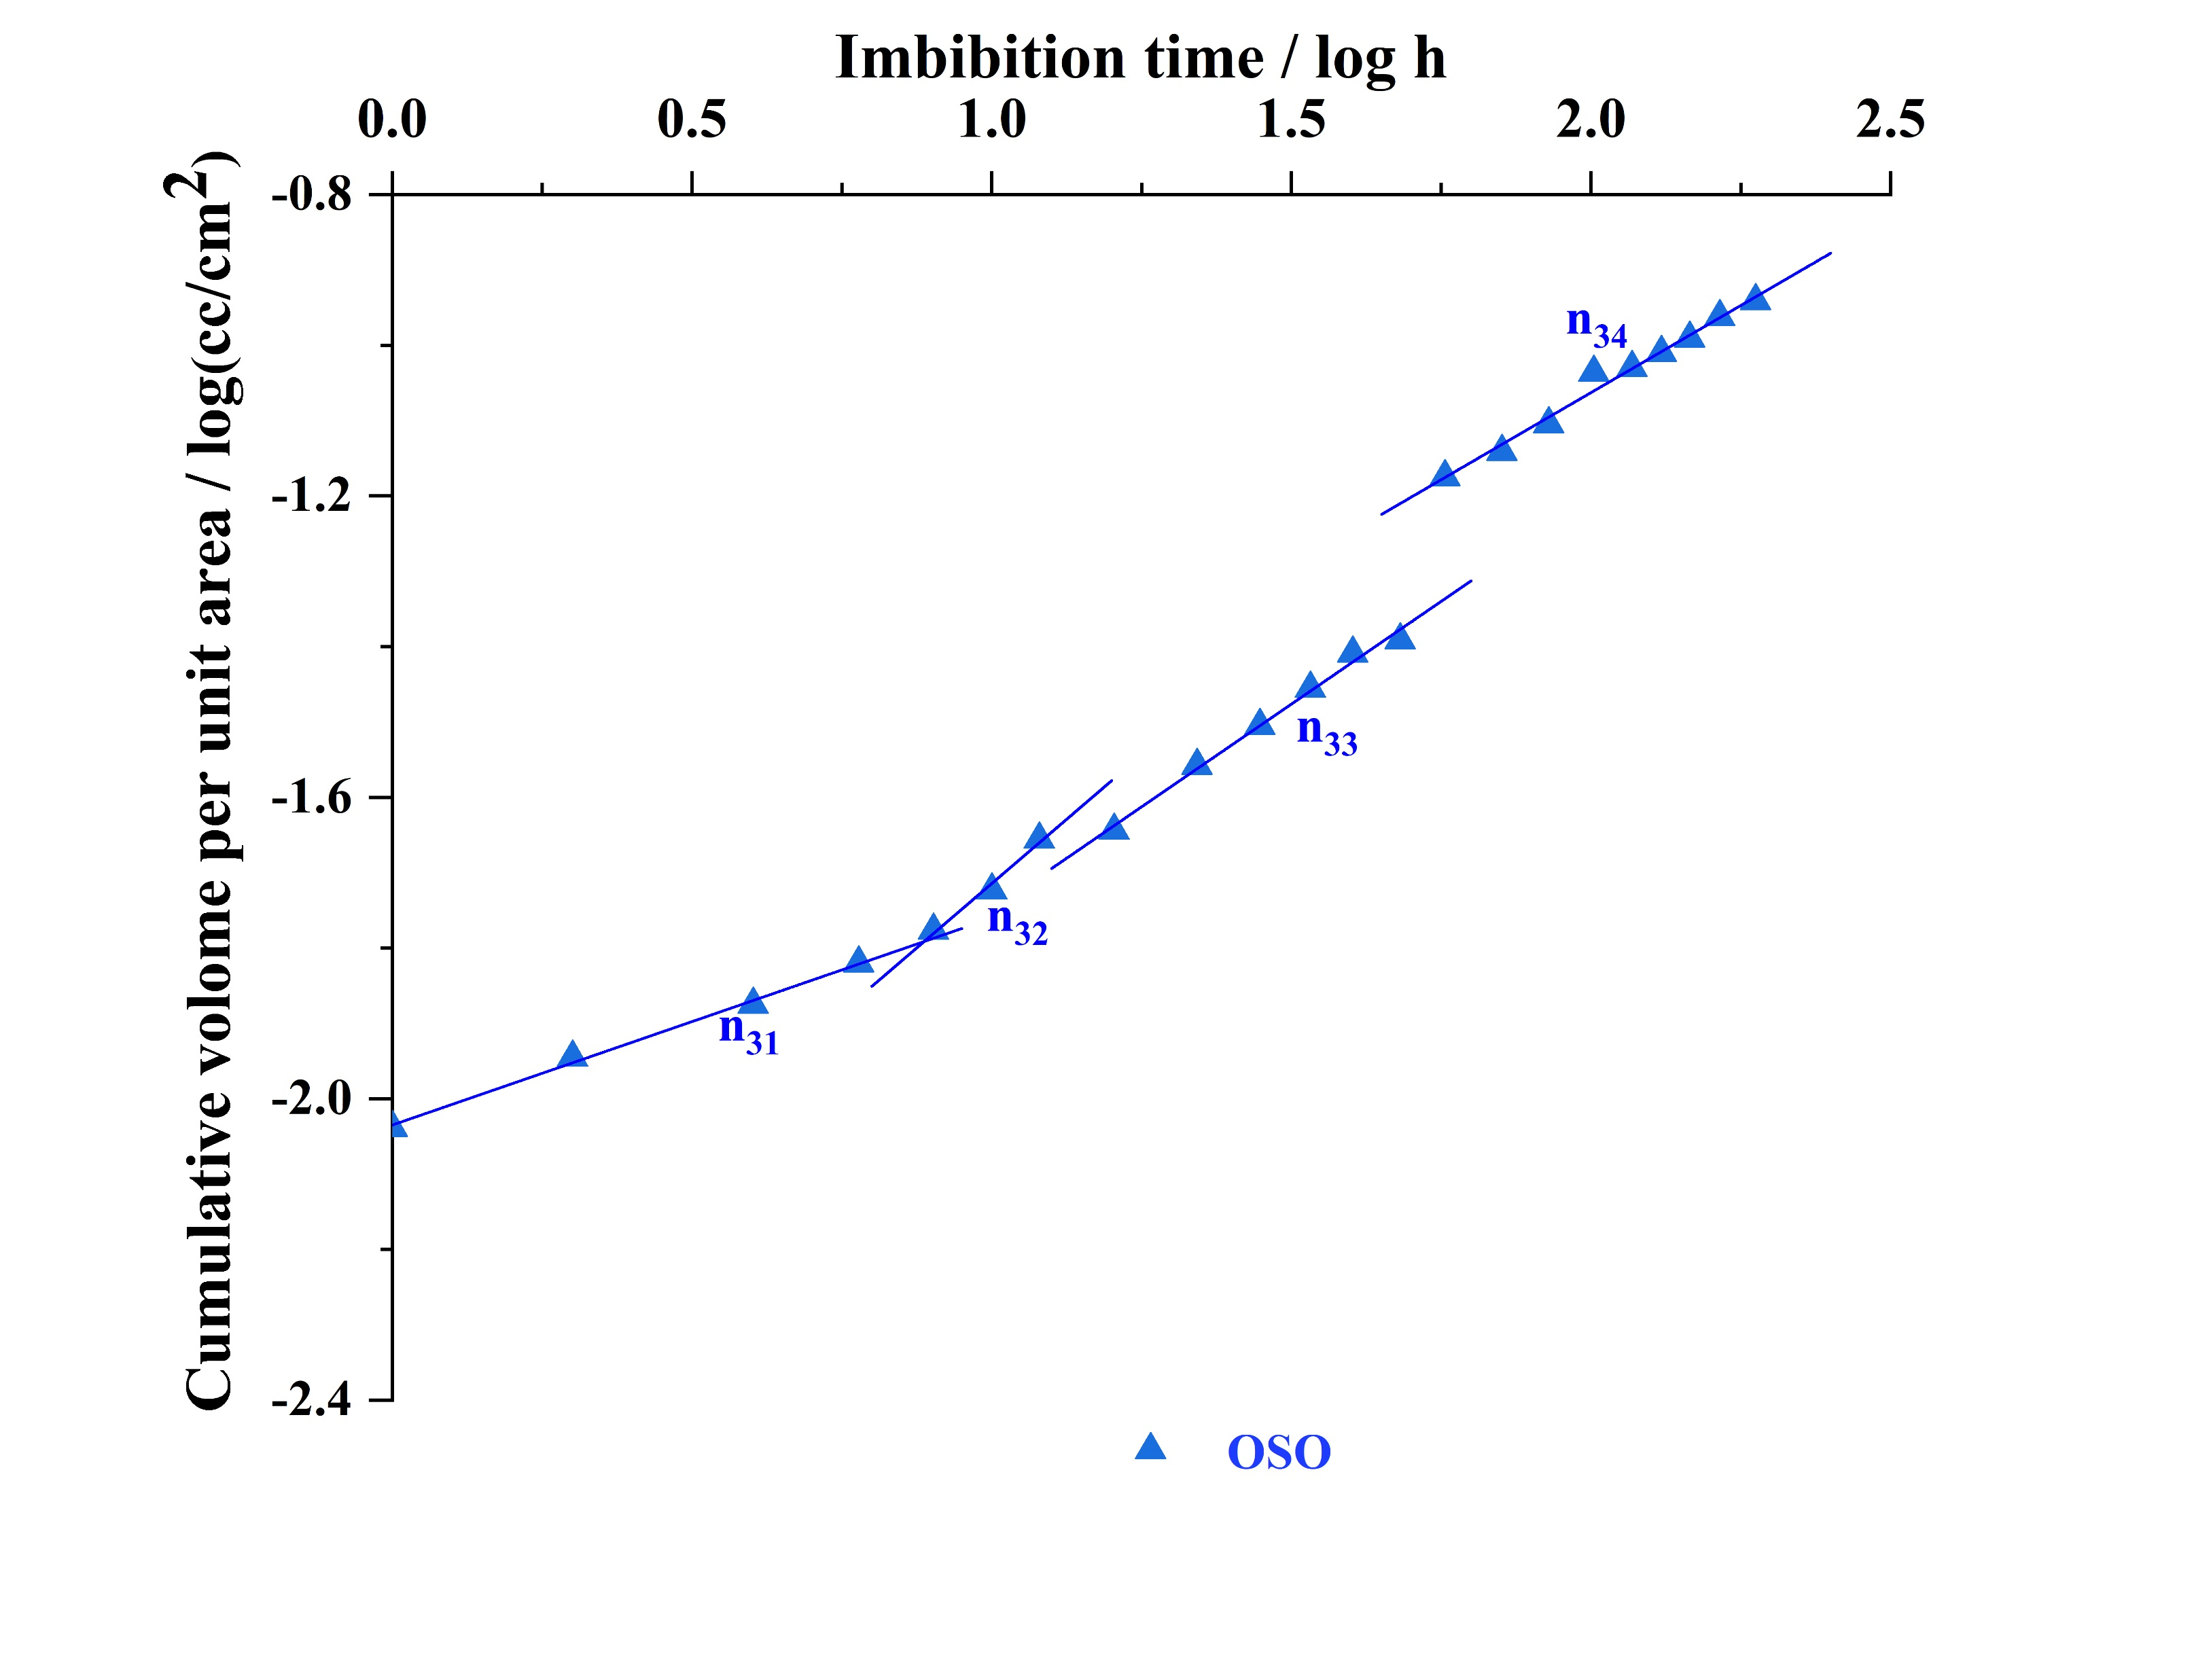 Imbibition time / log h
0.0 0.5 1.0 1.5 2.0 2.5
Cumulative volome per unit area / log(cc/cm²)
-0.8
-1.2
-1.6
-2.0
-2.4
n₃₄
n₃₃
n₃₂
n₃₁
OSO